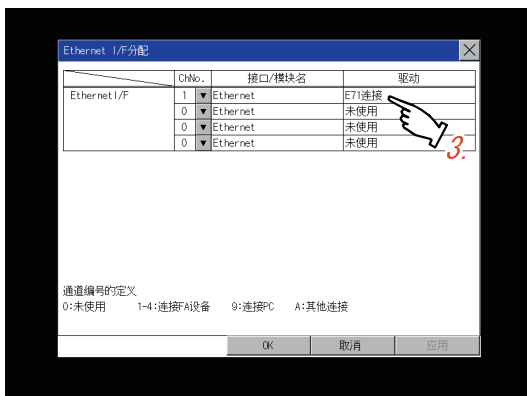 Ethernet I/F分配
ChNo. 接口/模块名 驱动
EthernetI/F 1 ▼ Ethernet E71连接
0 ▼ Ethernet 未使用
0 ▼ Ethernet 未使用
0 ▼ Ethernet 未使用
3.
通道编号的定义
0:未使用 1-4:连接FA设备 9:连接PC A:其他连接
OK 取消 应用